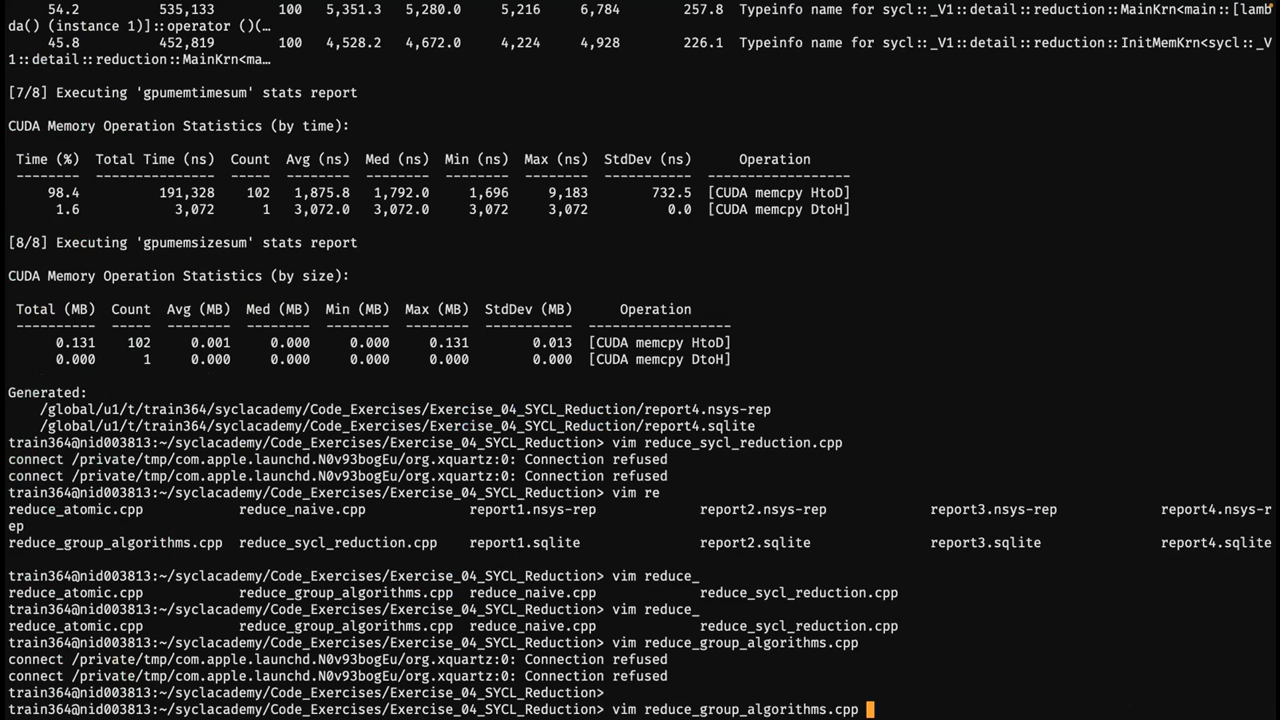 54.2          535,133        100   5,351.3   5,280.0     5,216     6,784        257.8  Typeinfo name for sycl::_V1::detail::reduction::MainKrn<main::[lamb
da() (instance 1)]::operator ()(…
45.8          452,819        100   4,528.2   4,672.0     4,224     4,928        226.1  Typeinfo name for sycl::_V1::detail::reduction::InitMemKrn<sycl::_V
1::detail::reduction::MainKrn<ma…
[7/8] Executing 'gpumemtimesum' stats report
CUDA Memory Operation Statistics (by time):
Time (%)  Total Time (ns)  Count  Avg (ns)  Med (ns)  Min (ns)  Max (ns)  StdDev (ns)      Operation
--------  ---------------  -----  --------  --------  --------  --------  -----------  ------------------
98.4          191,328    102   1,875.8   1,792.0     1,696     9,183        732.5  [CUDA memcpy HtoD]
1.6            3,072      1   3,072.0   3,072.0     3,072     3,072          0.0  [CUDA memcpy DtoH]
[8/8] Executing 'gpumemsizesum' stats report
CUDA Memory Operation Statistics (by size):
Total (MB)  Count  Avg (MB)  Med (MB)  Min (MB)  Max (MB)  StdDev (MB)      Operation
----------  -----  --------  --------  --------  --------  -----------  ------------------
0.131    102     0.001     0.000     0.000     0.131        0.013  [CUDA memcpy HtoD]
0.000      1     0.000     0.000     0.000     0.000        0.000  [CUDA memcpy DtoH]
Generated:
/global/u1/t/train364/syclacademy/Code_Exercises/Exercise_04_SYCL_Reduction/report4.nsys-rep
/global/u1/t/train364/syclacademy/Code_Exercises/Exercise_04_SYCL_Reduction/report4.sqlite
train364@nid003813:~/syclacademy/Code_Exercises/Exercise_04_SYCL_Reduction> vim reduce_sycl_reduction.cpp
connect /private/tmp/com.apple.launchd.N0v93bogEu/org.xquartz:0: Connection refused
connect /private/tmp/com.apple.launchd.N0v93bogEu/org.xquartz:0: Connection refused
train364@nid003813:~/syclacademy/Code_Exercises/Exercise_04_SYCL_Reduction> vim re
reduce_atomic.cpp            reduce_naive.cpp             report1.nsys-rep             report2.nsys-rep             report3.nsys-rep             report4.nsys-r
ep
reduce_group_algorithms.cpp  reduce_sycl_reduction.cpp    report1.sqlite               report2.sqlite               report3.sqlite               report4.sqlite
train364@nid003813:~/syclacademy/Code_Exercises/Exercise_04_SYCL_Reduction> vim reduce_
reduce_atomic.cpp            reduce_group_algorithms.cpp  reduce_naive.cpp             reduce_sycl_reduction.cpp
train364@nid003813:~/syclacademy/Code_Exercises/Exercise_04_SYCL_Reduction> vim reduce_
reduce_atomic.cpp            reduce_group_algorithms.cpp  reduce_naive.cpp             reduce_sycl_reduction.cpp
train364@nid003813:~/syclacademy/Code_Exercises/Exercise_04_SYCL_Reduction> vim reduce_group_algorithms.cpp
connect /private/tmp/com.apple.launchd.N0v93bogEu/org.xquartz:0: Connection refused
connect /private/tmp/com.apple.launchd.N0v93bogEu/org.xquartz:0: Connection refused
train364@nid003813:~/syclacademy/Code_Exercises/Exercise_04_SYCL_Reduction>
train364@nid003813:~/syclacademy/Code_Exercises/Exercise_04_SYCL_Reduction> vim reduce_group_algorithms.cpp